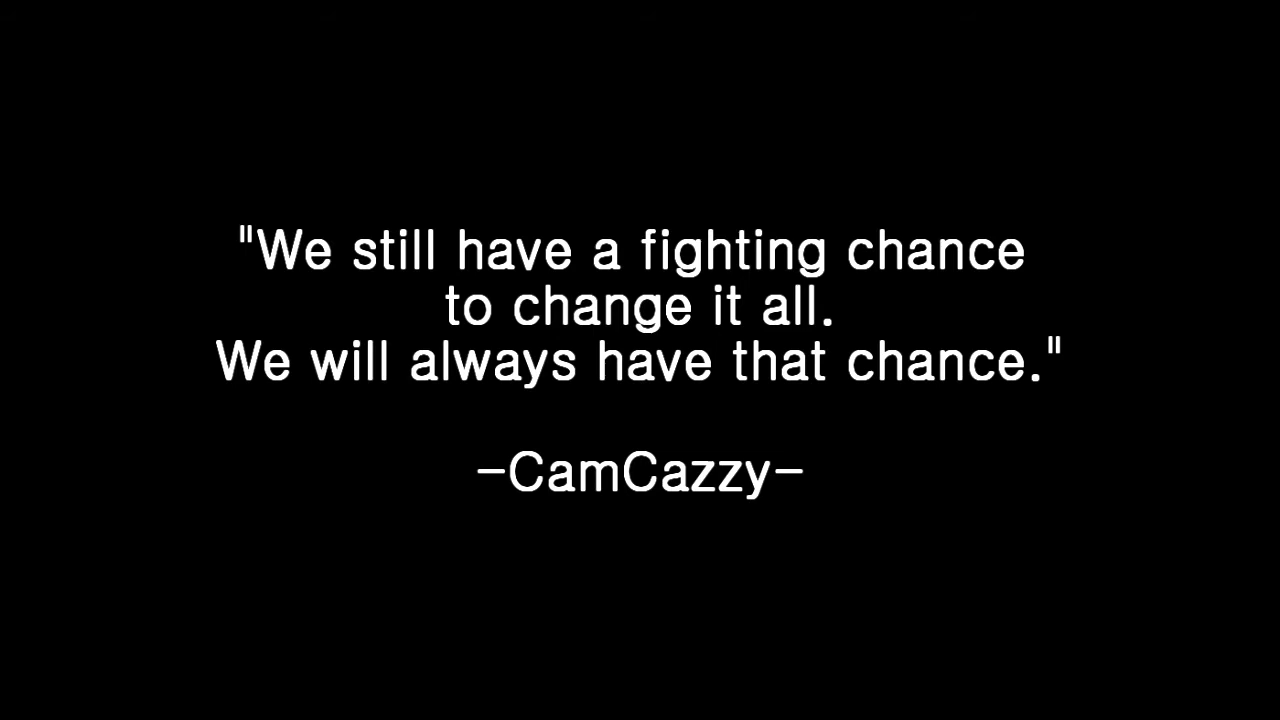 "We still have a fighting chance
to change it all.
We will always have that chance."
-CamCazzy-